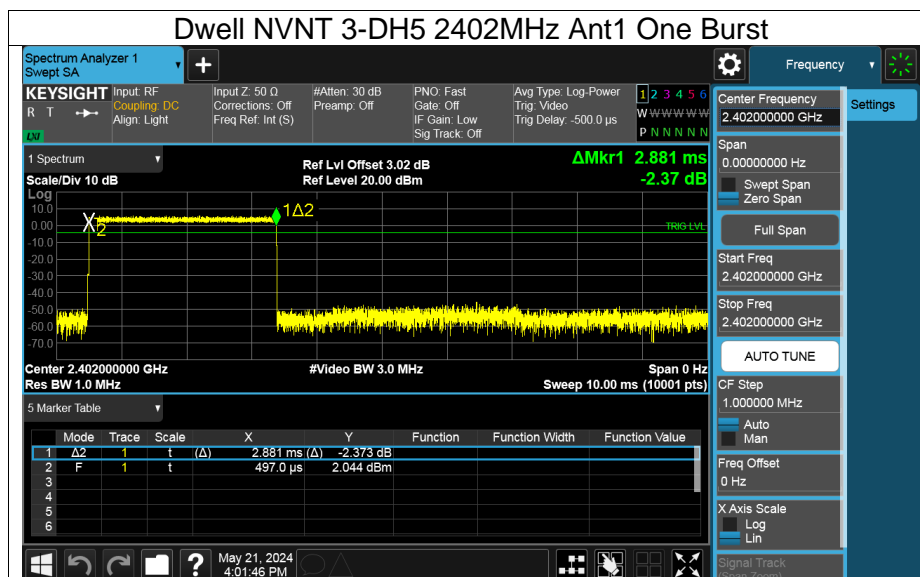 Dwell NVNT 3-DH5 2402MHz Ant1 One Burst
Spectrum Analyzer 1
Swept SA
Frequency
KEYSIGHT
R T
LXI
Input: RF
Coupling: DC
Align: Light
Input Z: 50 Ω
Corrections: Off
Freq Ref: Int (S)
#Atten: 30 dB
Preamp: Off
PNO: Fast
Gate: Off
IF Gain: Low
Sig Track: Off
Avg Type: Log-Power
Trig: Video
Trig Delay: -500.0 µs
1 2 3 4 5 6
W W W W W W
P N N N N N
1 Spectrum
Scale/Div 10 dB
Ref Lvl Offset 3.02 dB
Ref Level 20.00 dBm
ΔMkr1 2.881 ms
-2.37 dB
Log
10.0
0.00
-10.0
-20.0
-30.0
-40.0
-50.0
-60.0
-70.0
X2
1Δ2
TRIG LVL
Center 2.402000000 GHz
#Video BW 3.0 MHz
Span 0 Hz
Res BW 1.0 MHz
Sweep 10.00 ms (10001 pts)
5 Marker Table
Mode Trace Scale X Y Function Function Width Function Value
1 Δ2 1 t (Δ) 2.881 ms (Δ) -2.373 dB
2 F 1 t 497.0 µs 2.044 dBm
3
4
5
6
?
May 21, 2024
4:01:46 PM
Center Frequency
2.402000000 GHz
Span
0.00000000 Hz
Swept Span
Zero Span
Full Span
Start Freq
2.402000000 GHz
Stop Freq
2.402000000 GHz
AUTO TUNE
CF Step
1.000000 MHz
Auto
Man
Freq Offset
0 Hz
X Axis Scale
Log
Lin
Signal Track
(Span Zoom)
Settings